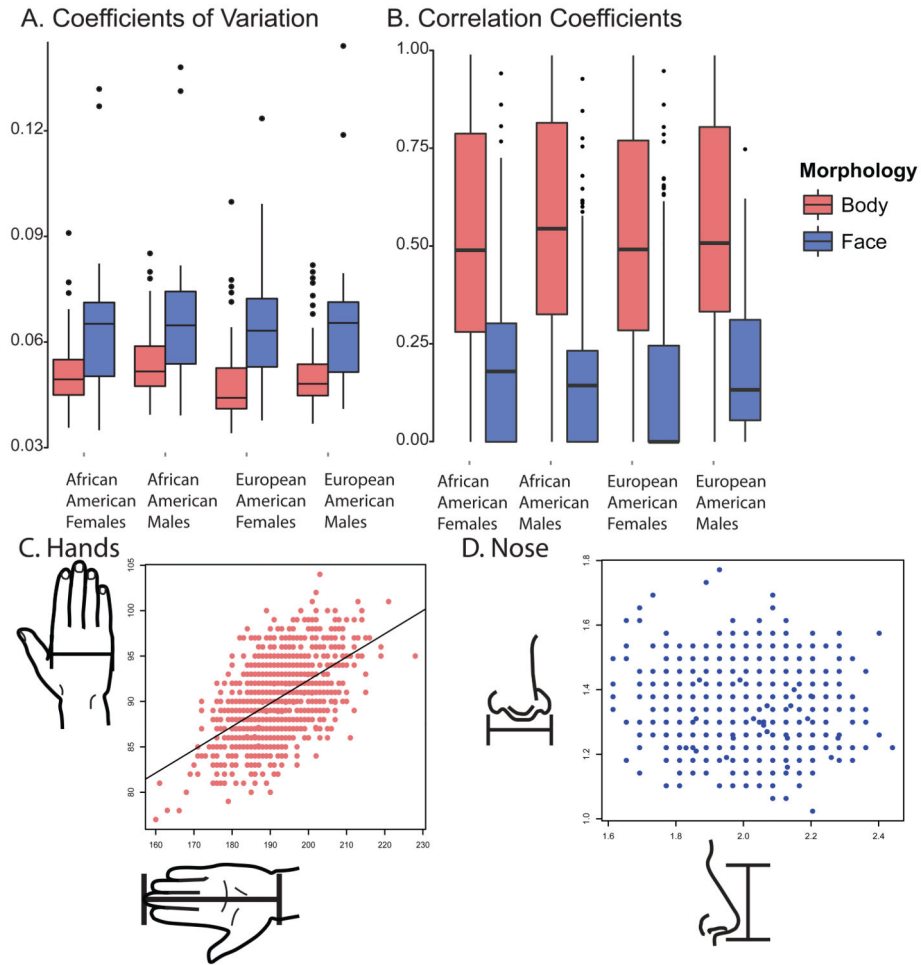 A. Coefficients of Variation
0.12
0.09
0.06
0.03
African
American
Females
African
American
Males
European
American
Females
European
American
Males
B. Correlation Coefficients
1.00
0.75
0.50
0.25
0.00
African
American
Females
African
American
Males
European
American
Females
European
American
Males
Morphology
Body
Face
C. Hands
105
100
95
90
85
80
160 170 180 190 200 210 220 230
D. Nose
1.8
1.6
1.4
1.2
1.0
1.6 1.8 2.0 2.2 2.4